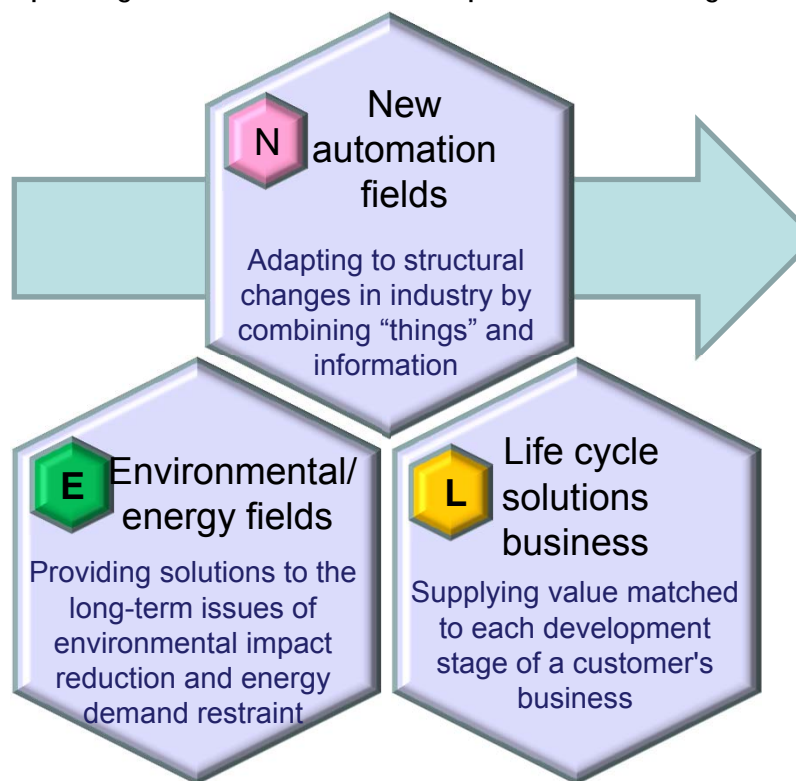 N
New
automation
fields
Adapting to structural
changes in industry by
combining “things” and
information
E
Environmental/
energy fields
Providing solutions to the
long-term issues of
environmental impact
reduction and energy
demand restraint
L
Life cycle
solutions
business
Supplying value matched
to each development
stage of a customer's
business